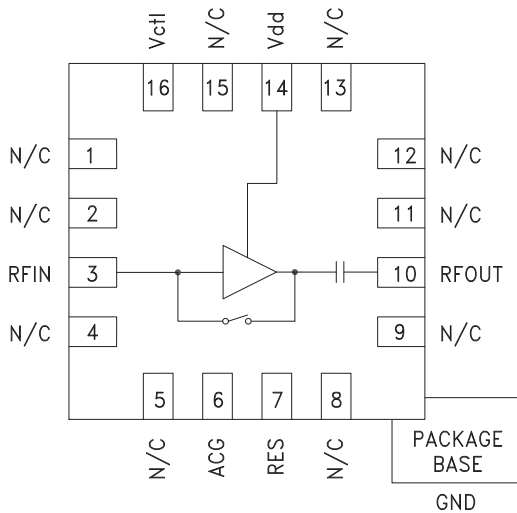 Vctl N/C Vdd N/C
16 15 14 13
N/C 1 12 N/C
N/C 2 11 N/C
RFIN 3 10 RFOUT
N/C 4 9 N/C
5 6 7 8
N/C ACG RES N/C
PACKAGE
BASE
GND